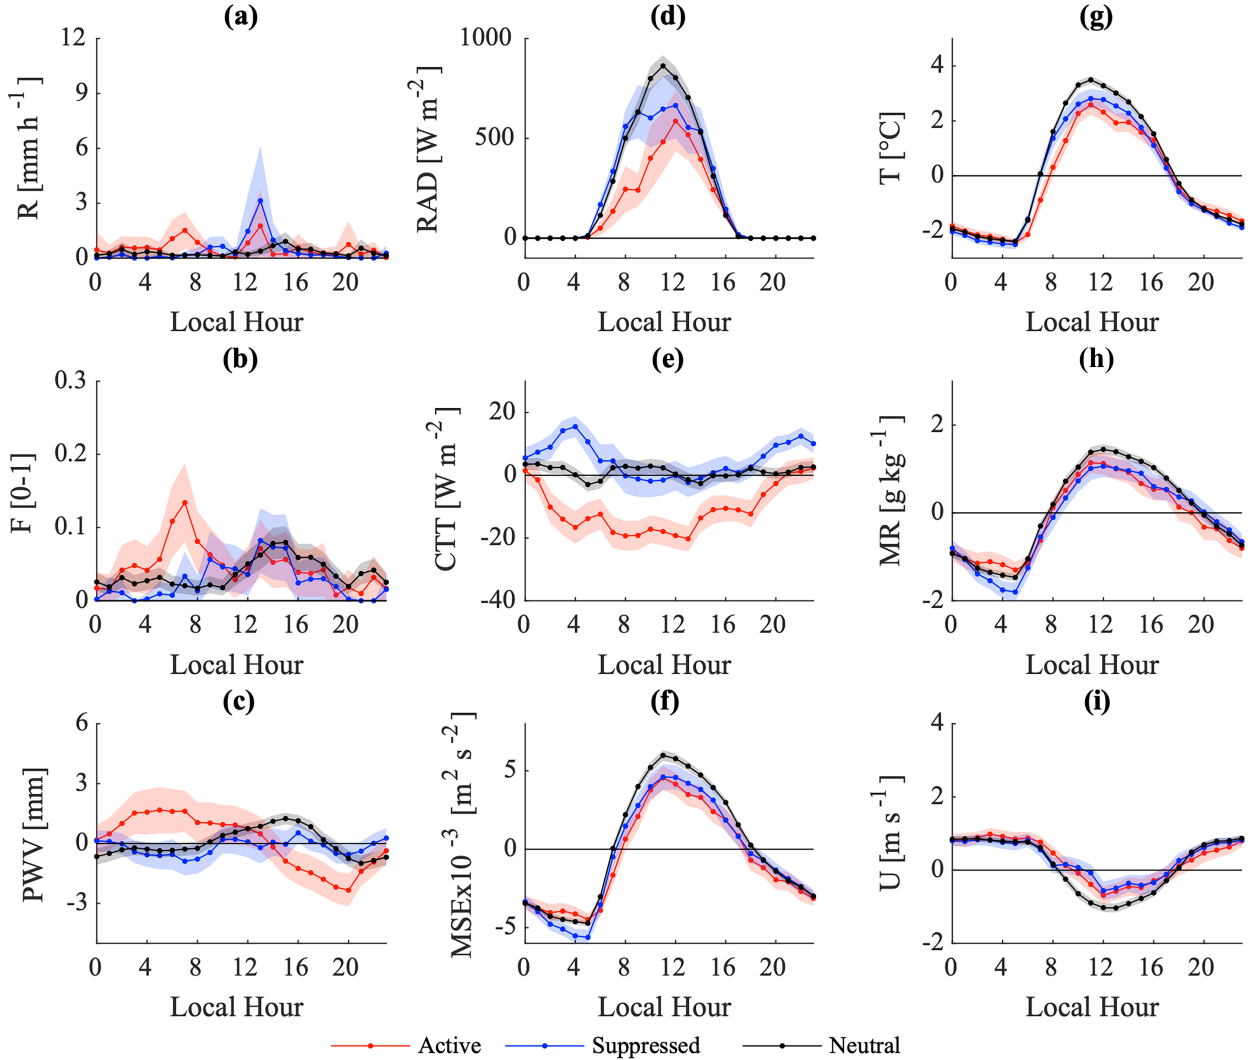 (a)
12
9
6
3
0
R [mm h⁻¹]
0 4 8 12 16 20
Local Hour
(d)
1000
500
0
RAD [W m⁻²]
0 4 8 12 16 20
Local Hour
(g)
4
2
0
-2
T [°C]
0 4 8 12 16 20
Local Hour
(b)
0.3
0.2
0.1
0
F [0-1]
0 4 8 12 16 20
Local Hour
(e)
20
0
-20
-40
CTT [W m⁻²]
0 4 8 12 16 20
Local Hour
(h)
2
0
-2
MR [g kg⁻¹]
0 4 8 12 16 20
Local Hour
(c)
6
3
0
-3
PWV [mm]
0 4 8 12 16 20
Local Hour
(f)
5
0
-5
MSEx10⁻³ [m² s⁻²]
0 4 8 12 16 20
Local Hour
(i)
4
2
0
-2
U [m s⁻¹]
0 4 8 12 16 20
Local Hour
Active Suppressed Neutral